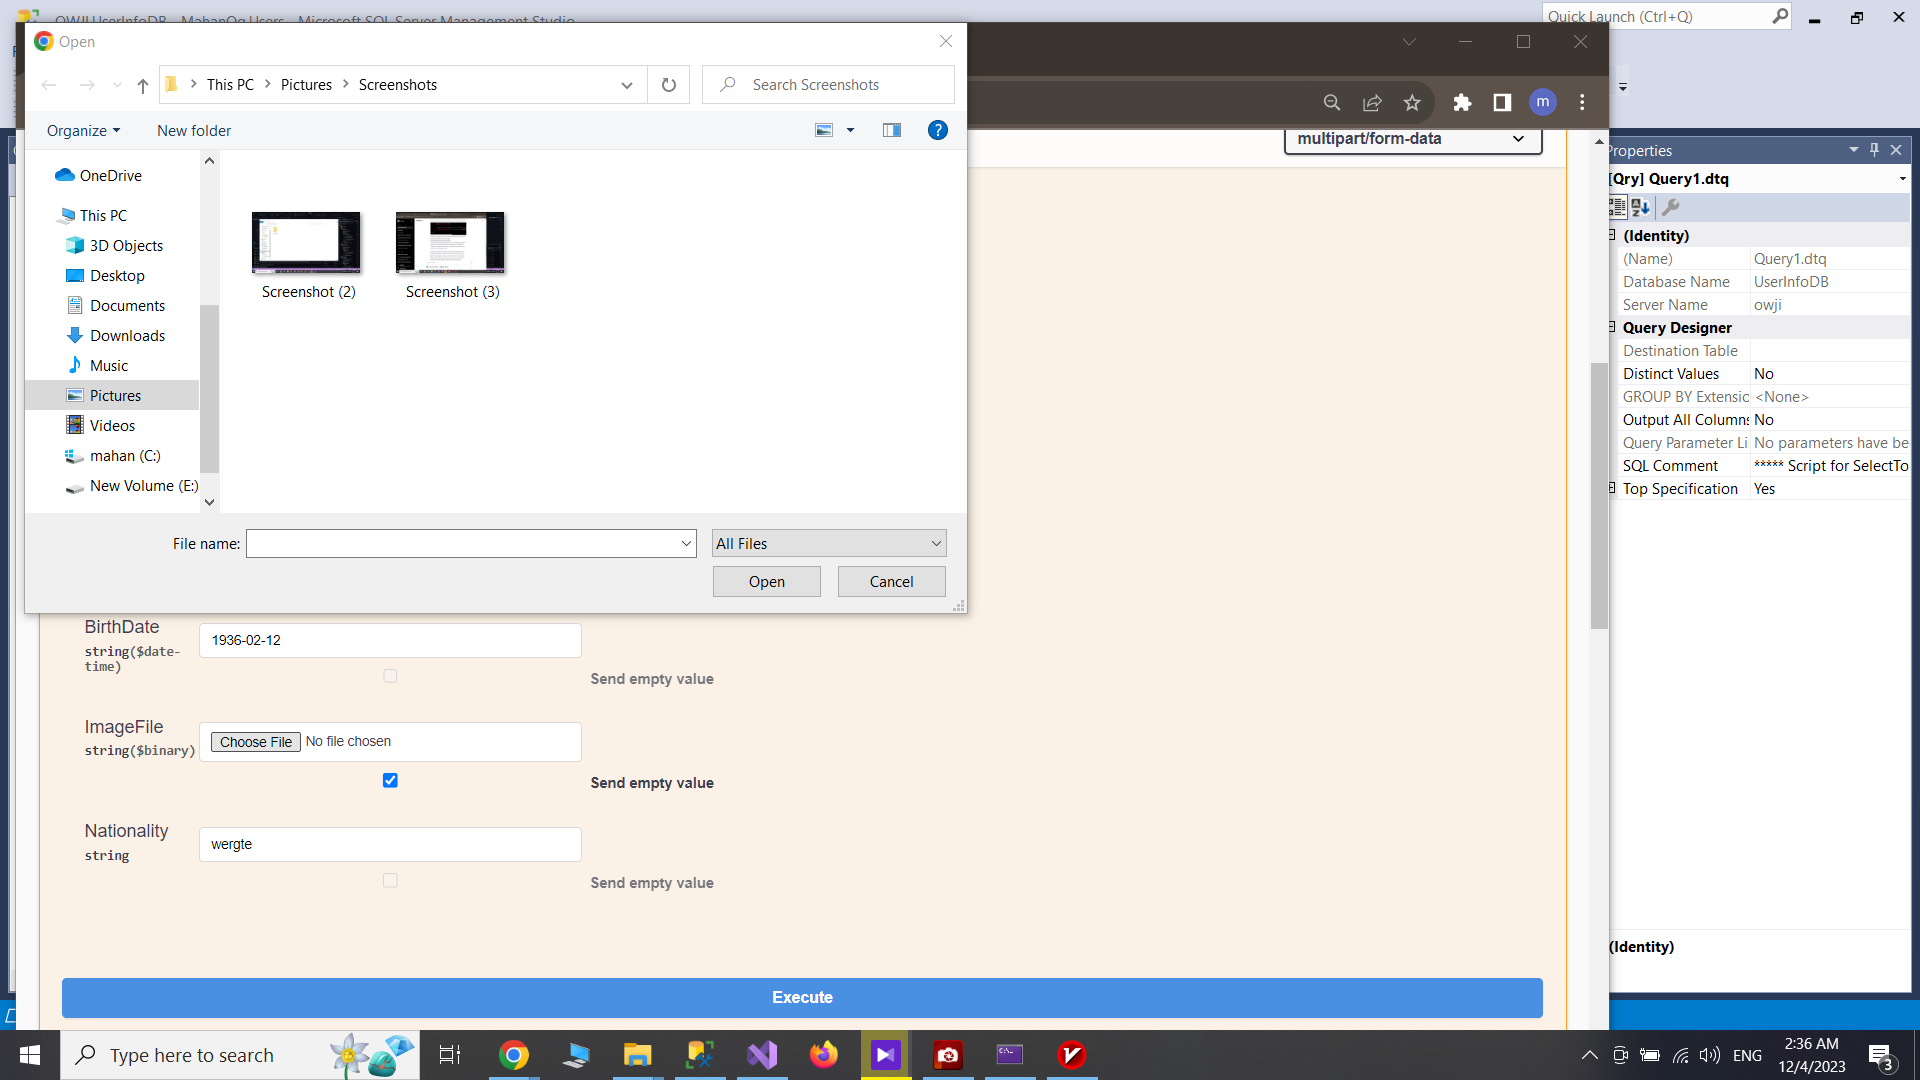 OWJI.UserInfoDB - MahanOg.Users - Microsoft SQL Server Management Studio
Quick Launch (Ctrl+Q)
Open
This PC
Pictures
Screenshots
Search Screenshots
Organize
New folder
m
multipart/form-data
OneDrive
This PC
3D Objects
Desktop
Documents
Downloads
Music
Pictures
Videos
mahan (C:)
New Volume (E:)
Screenshot (2)
Screenshot (3)
File name:
All Files
Open
Cancel
BirthDate
string($date-
time)
1936-02-12
Send empty value
ImageFile
string($binary)
Choose File No file chosen
Send empty value
Nationality
string
wergte
Send empty value
Execute
Properties
[Qry] Query1.dtq
(Identity)
(Name) Query1.dtq
Database Name UserInfoDB
Server Name owji
Query Designer
Destination Table
Distinct Values No
GROUP BY Extensic <None>
Output All Columns No
Query Parameter Li No parameters have be
SQL Comment ***** Script for SelectTo
Top Specification Yes
(Identity)
Type here to search
ENG
2:36 AM
12/4/2023
3